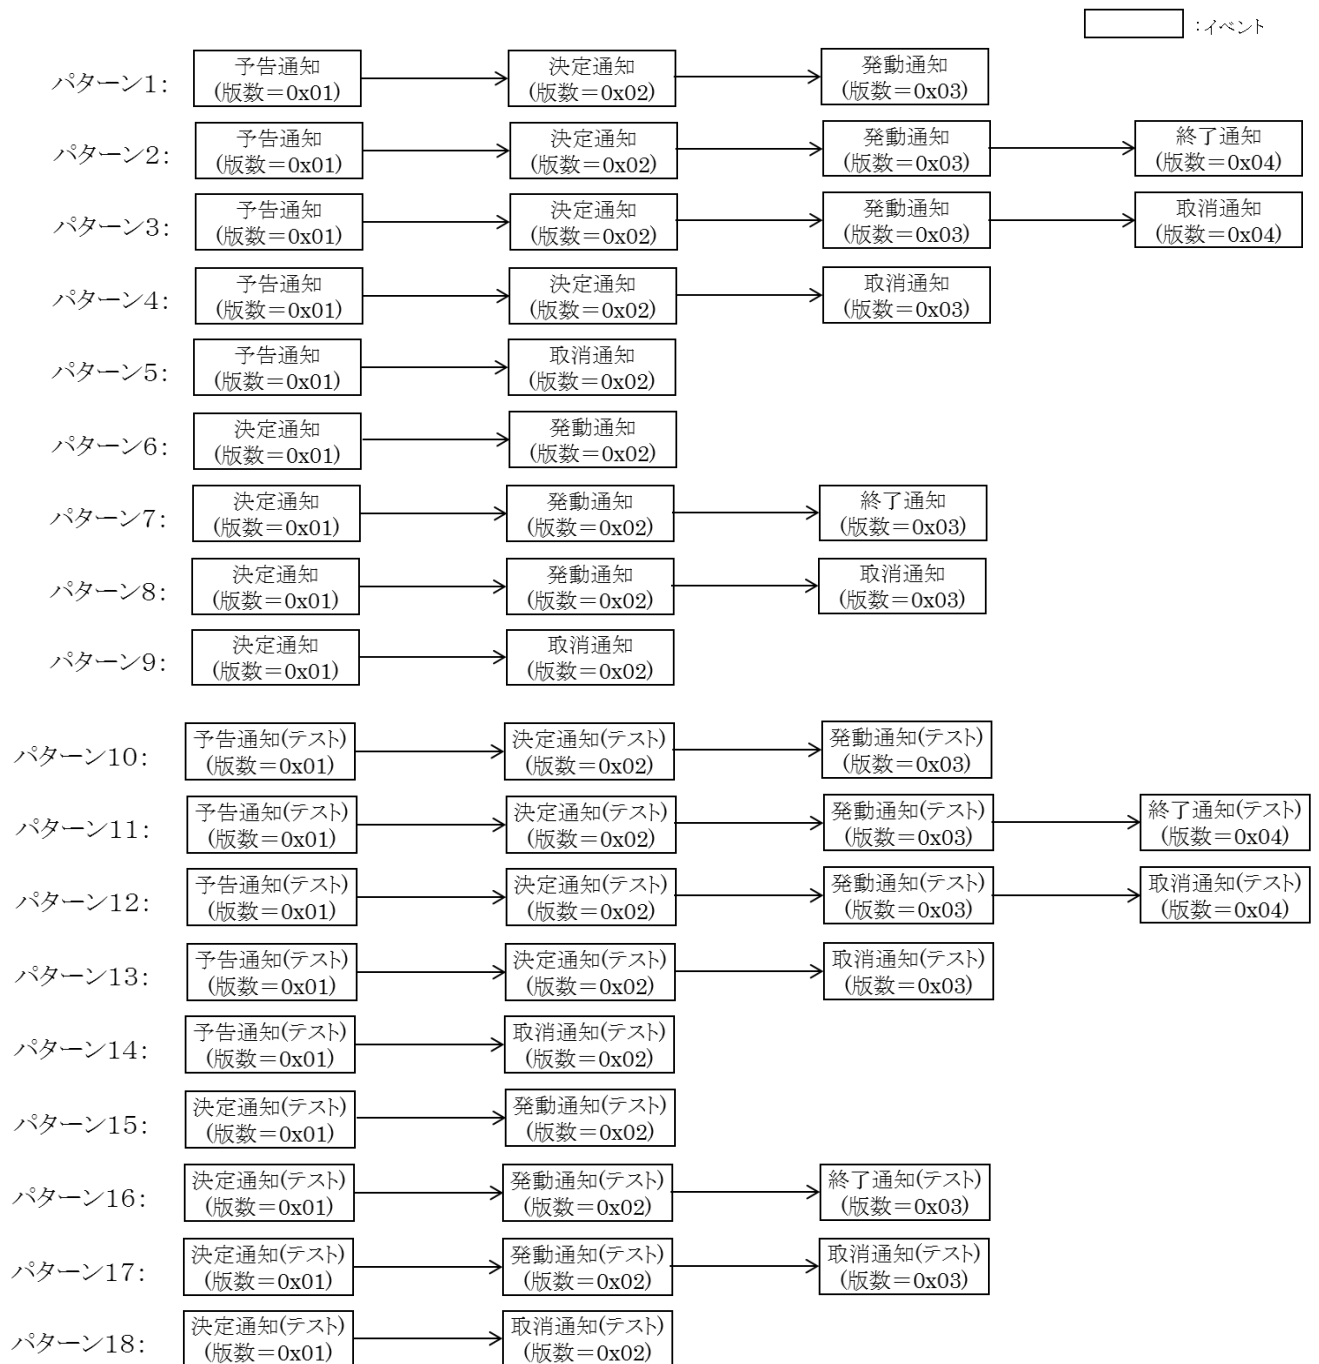 ：イベント
パターン1：
予告通知
(版数＝0x01)
決定通知
(版数＝0x02)
発動通知
(版数＝0x03)
パターン2：
予告通知
(版数＝0x01)
決定通知
(版数＝0x02)
発動通知
(版数＝0x03)
終了通知
(版数＝0x04)
パターン3：
予告通知
(版数＝0x01)
決定通知
(版数＝0x02)
発動通知
(版数＝0x03)
取消通知
(版数＝0x04)
パターン4：
予告通知
(版数＝0x01)
決定通知
(版数＝0x02)
取消通知
(版数＝0x03)
パターン5：
予告通知
(版数＝0x01)
取消通知
(版数＝0x02)
パターン6：
決定通知
(版数＝0x01)
発動通知
(版数＝0x02)
パターン7：
決定通知
(版数＝0x01)
発動通知
(版数＝0x02)
終了通知
(版数＝0x03)
パターン8：
決定通知
(版数＝0x01)
発動通知
(版数＝0x02)
取消通知
(版数＝0x03)
パターン9：
決定通知
(版数＝0x01)
取消通知
(版数＝0x02)
パターン10：
予告通知(テスト)
(版数＝0x01)
決定通知(テスト)
(版数＝0x02)
発動通知(テスト)
(版数＝0x03)
パターン11：
予告通知(テスト)
(版数＝0x01)
決定通知(テスト)
(版数＝0x02)
発動通知(テスト)
(版数＝0x03)
終了通知(テスト)
(版数＝0x04)
パターン12：
予告通知(テスト)
(版数＝0x01)
決定通知(テスト)
(版数＝0x02)
発動通知(テスト)
(版数＝0x03)
取消通知(テスト)
(版数＝0x04)
パターン13：
予告通知(テスト)
(版数＝0x01)
決定通知(テスト)
(版数＝0x02)
取消通知(テスト)
(版数＝0x03)
パターン14：
予告通知(テスト)
(版数＝0x01)
取消通知(テスト)
(版数＝0x02)
パターン15：
決定通知(テスト)
(版数＝0x01)
発動通知(テスト)
(版数＝0x02)
パターン16：
決定通知(テスト)
(版数＝0x01)
発動通知(テスト)
(版数＝0x02)
終了通知(テスト)
(版数＝0x03)
パターン17：
決定通知(テスト)
(版数＝0x01)
発動通知(テスト)
(版数＝0x02)
取消通知(テスト)
(版数＝0x03)
パターン18：
決定通知(テスト)
(版数＝0x01)
取消通知(テスト)
(版数＝0x02)